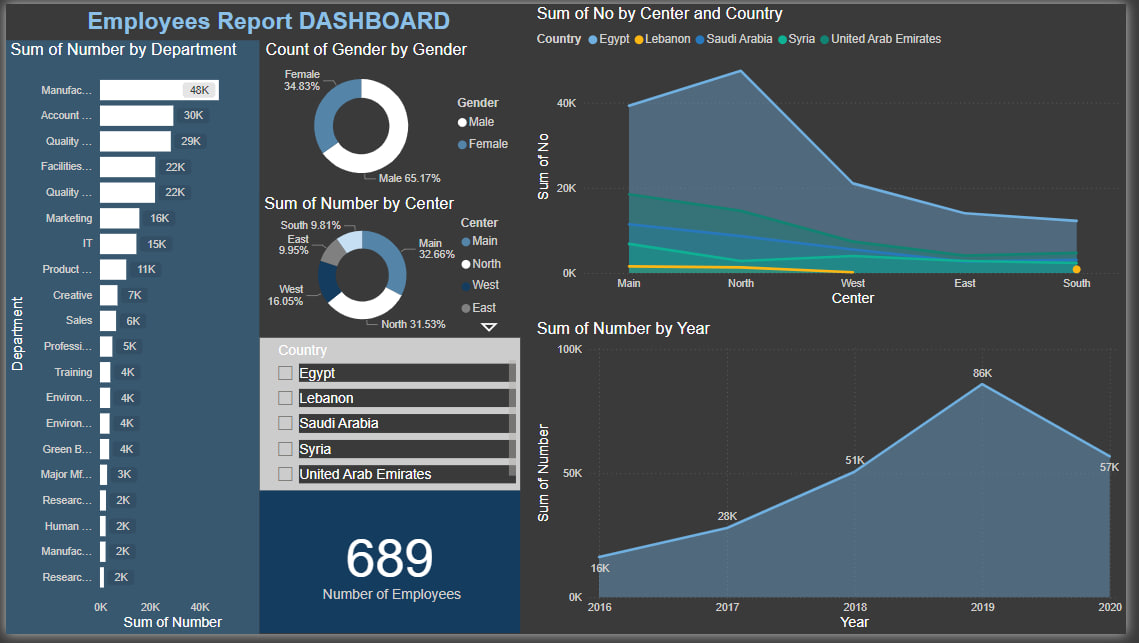 Employees Report DASHBOARD
Sum of Number by Department
Manufac... 48K
Account ... 30K
Quality ... 29K
Facilities... 22K
Quality ... 22K
Marketing 16K
IT 15K
Product ... 11K
Creative 7K
Sales 6K
Professi... 5K
Training 4K
Environ... 4K
Environ... 4K
Green B... 4K
Major Mf... 3K
Researc... 2K
Human ... 2K
Manufac... 2K
Researc... 2K
Department
0K 20K 40K
Sum of Number
Count of Gender by Gender
Female
34.83%
Male 65.17%
Gender
Male
Female
Sum of Number by Center
South 9.81%
East
9.95%
West
16.05%
Main
32.66%
North 31.53%
Center
Main
North
West
East
Country
Egypt
Lebanon
Saudi Arabia
Syria
United Arab Emirates
689
Number of Employees
Sum of No by Center and Country
Country Egypt Lebanon Saudi Arabia Syria United Arab Emirates
Sum of No
40K
20K
0K
Main North West East South
Center
Sum of Number by Year
Sum of Number
100K
50K
0K
16K
28K
51K
86K
57K
2016 2017 2018 2019 2020
Year